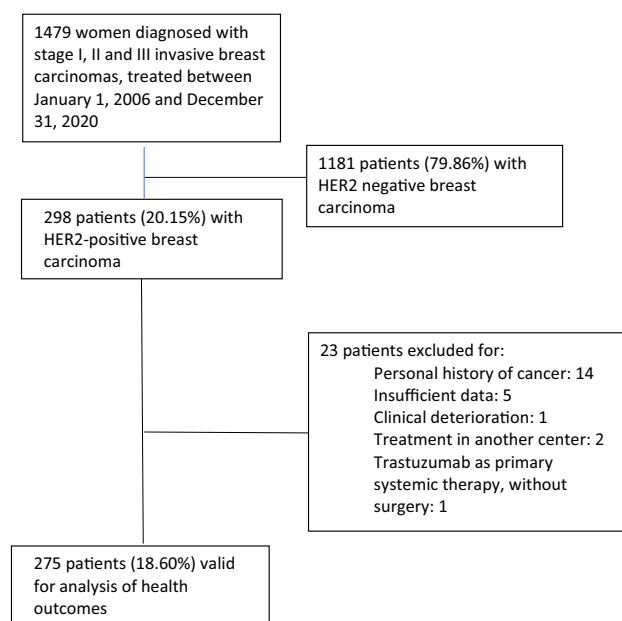 1479 women diagnosed with
stage I, II and III invasive breast
carcinomas, treated between
January 1, 2006 and December
31, 2020
1181 patients (79.86%) with
HER2 negative breast
carcinoma
298 patients (20.15%) with
HER2-positive breast
carcinoma
23 patients excluded for:
Personal history of cancer: 14
Insufficient data: 5
Clinical deterioration: 1
Treatment in another center: 2
Trastuzumab as primary
systemic therapy, without
surgery: 1
275 patients (18.60%) valid
for analysis of health
outcomes